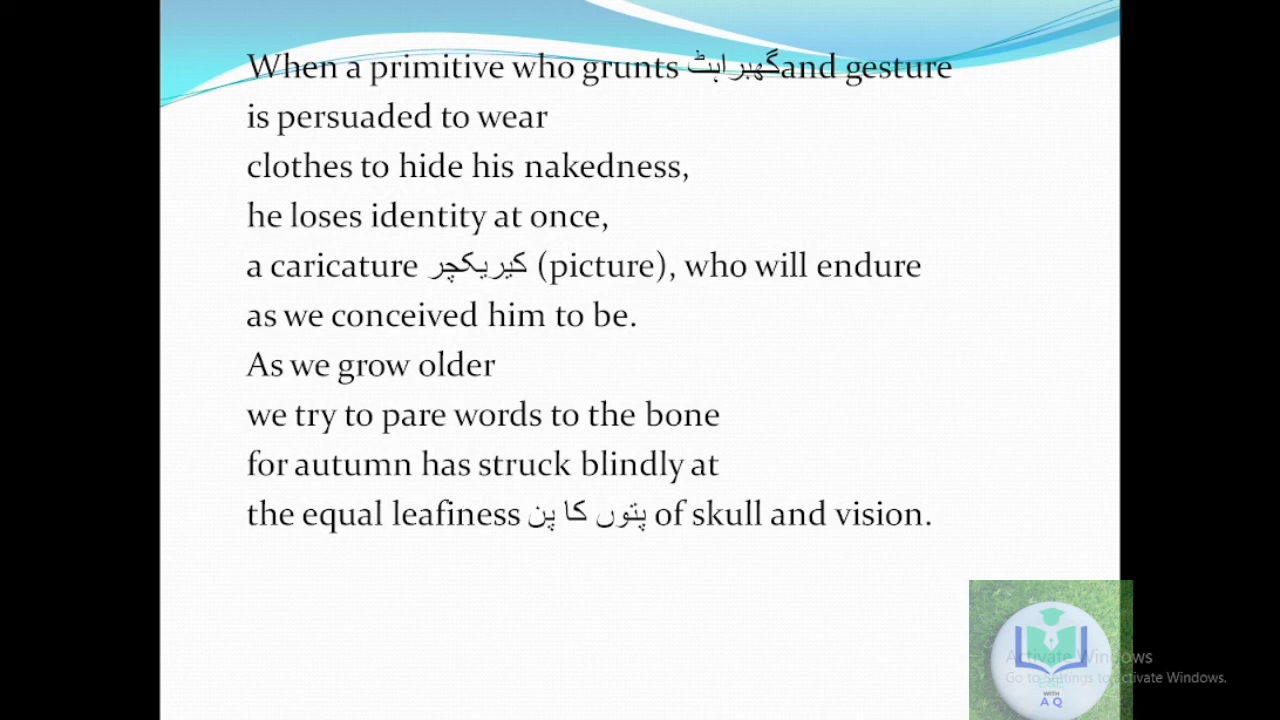 When a primitive who grunts گھبراہٹ and gesture
is persuaded to wear
clothes to hide his nakedness,
he loses identity at once,
a caricature کیریکچر (picture), who will endure
as we conceived him to be.
As we grow older
we try to pare words to the bone
for autumn has struck blindly at
the equal leafiness پتوں کا پن of skull and vision.
Activate Windows
Go to Settings to activate Windows.
WITH
A Q